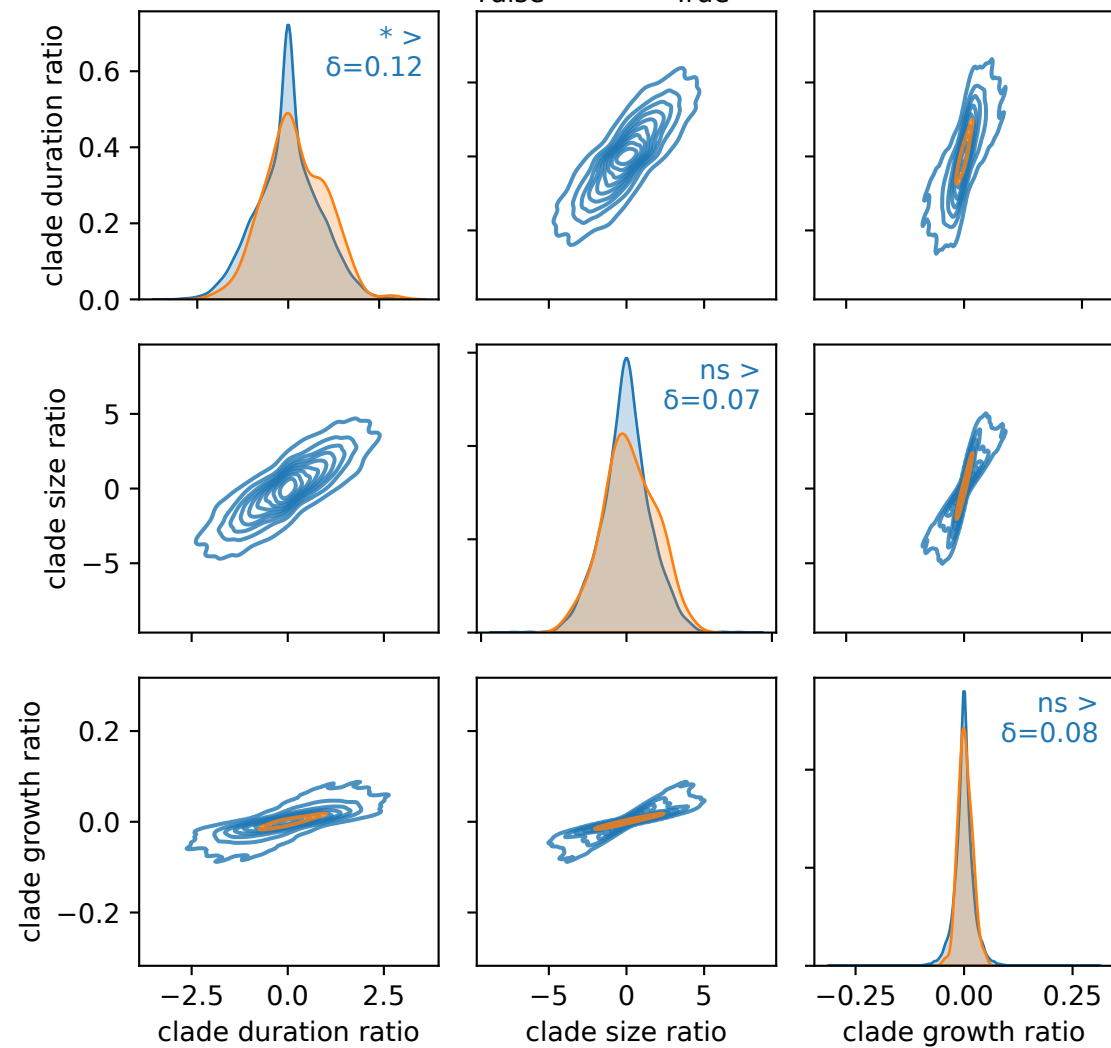 clade duration ratio
0.6
0.4
0.2
0.0
* >
δ=0.12
clade size ratio
5
0
−5
ns >
δ=0.07
clade growth ratio
0.2
0.0
−0.2
ns >
δ=0.08
−2.5 0.0 2.5
−5 0 5
−0.25 0.00 0.25
clade duration ratio
clade size ratio
clade growth ratio